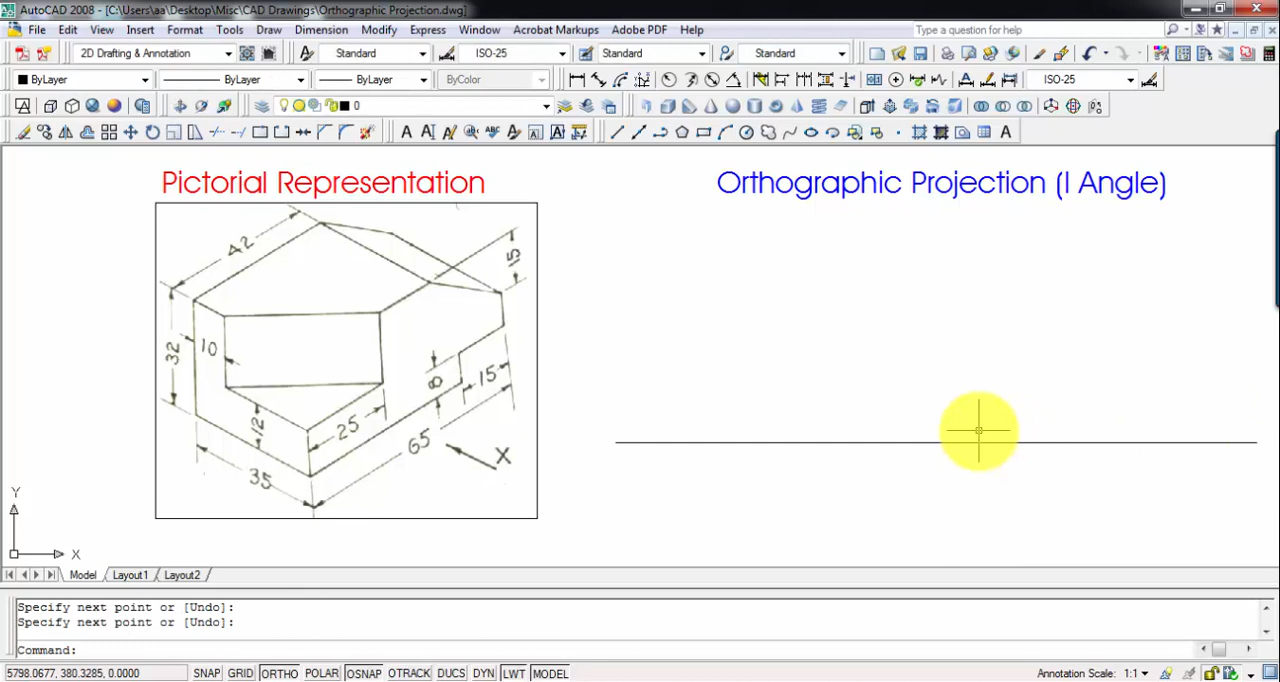 AutoCAD 2008 - [C:\Users\aa\Desktop\Misc\CAD Drawings\Orthographic Projection.dwg]
File Edit View Insert Format Tools Draw Dimension Modify Express Window Acrobat Markups Adobe PDF Help Type a question for help
2D Drafting & Annotation Standard ISO-25 Standard Standard
ByLayer ByLayer ByLayer ByColor ISO-25
0
Pictorial Representation
Orthographic Projection (I Angle)
42
15
32
10
8
15
12
25
65
X
35
Y
X
Model Layout1 Layout2
Specify next point or [Undo]:
Specify next point or [Undo]:
Command:
5798.0677, 380.3285, 0.0000 SNAP GRID ORTHO POLAR OSNAP OTRACK DUCS DYN LWT MODEL Annotation Scale: 1:1